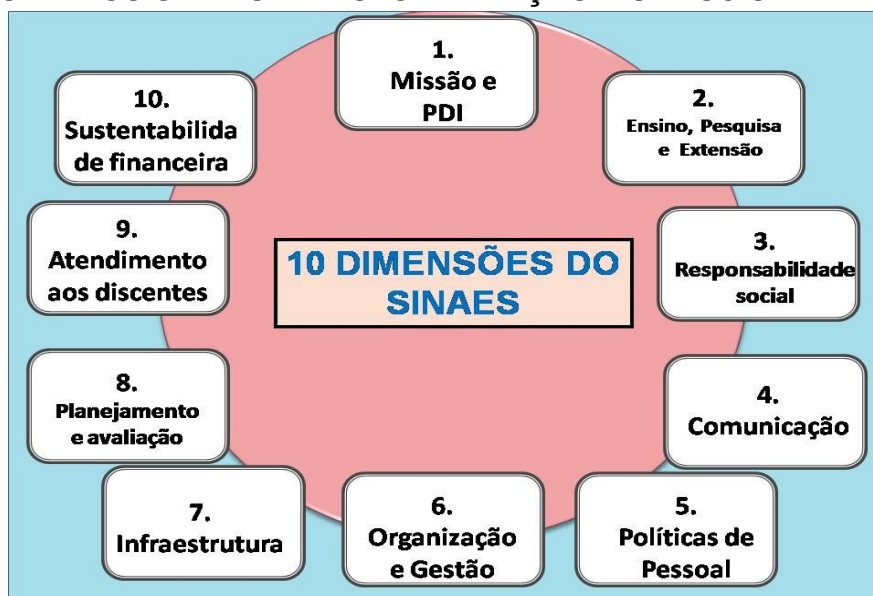 10 DIMENSÕES DO
SINAES
1.
Missão e
PDI
2.
Ensino, Pesquisa
e Extensão
3.
Responsabilidade
social
4.
Comunicação
5.
Políticas de
Pessoal
6.
Organização
e Gestão
7.
Infraestrutura
8.
Planejamento
e avaliação
9.
Atendimento
aos discentes
10.
Sustentabilida
de financeira